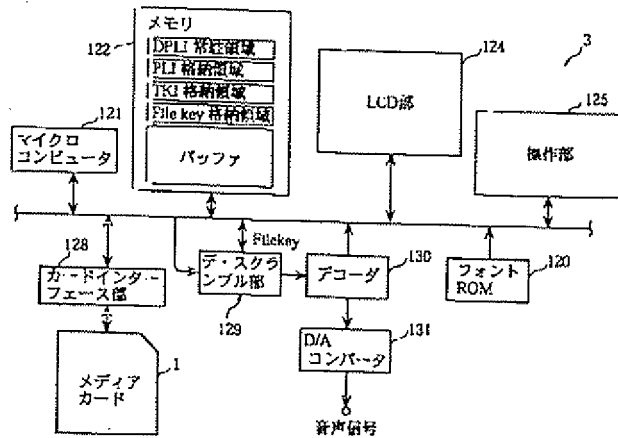 メモリ
122
DPLI 常駐領域
PLI 格納領域
TKI 格納領域
File key 格納領域
バッファ
124
LCD部
3
125
操作部
121
マイクロ
コンピュータ
128
カードインター
フェース部
Filekey
デ・スクラ
ンブル部
129
130
デコーダ
フォント
ROM
120
131
D/A
コンバータ
1
メディア
カード
音声信号